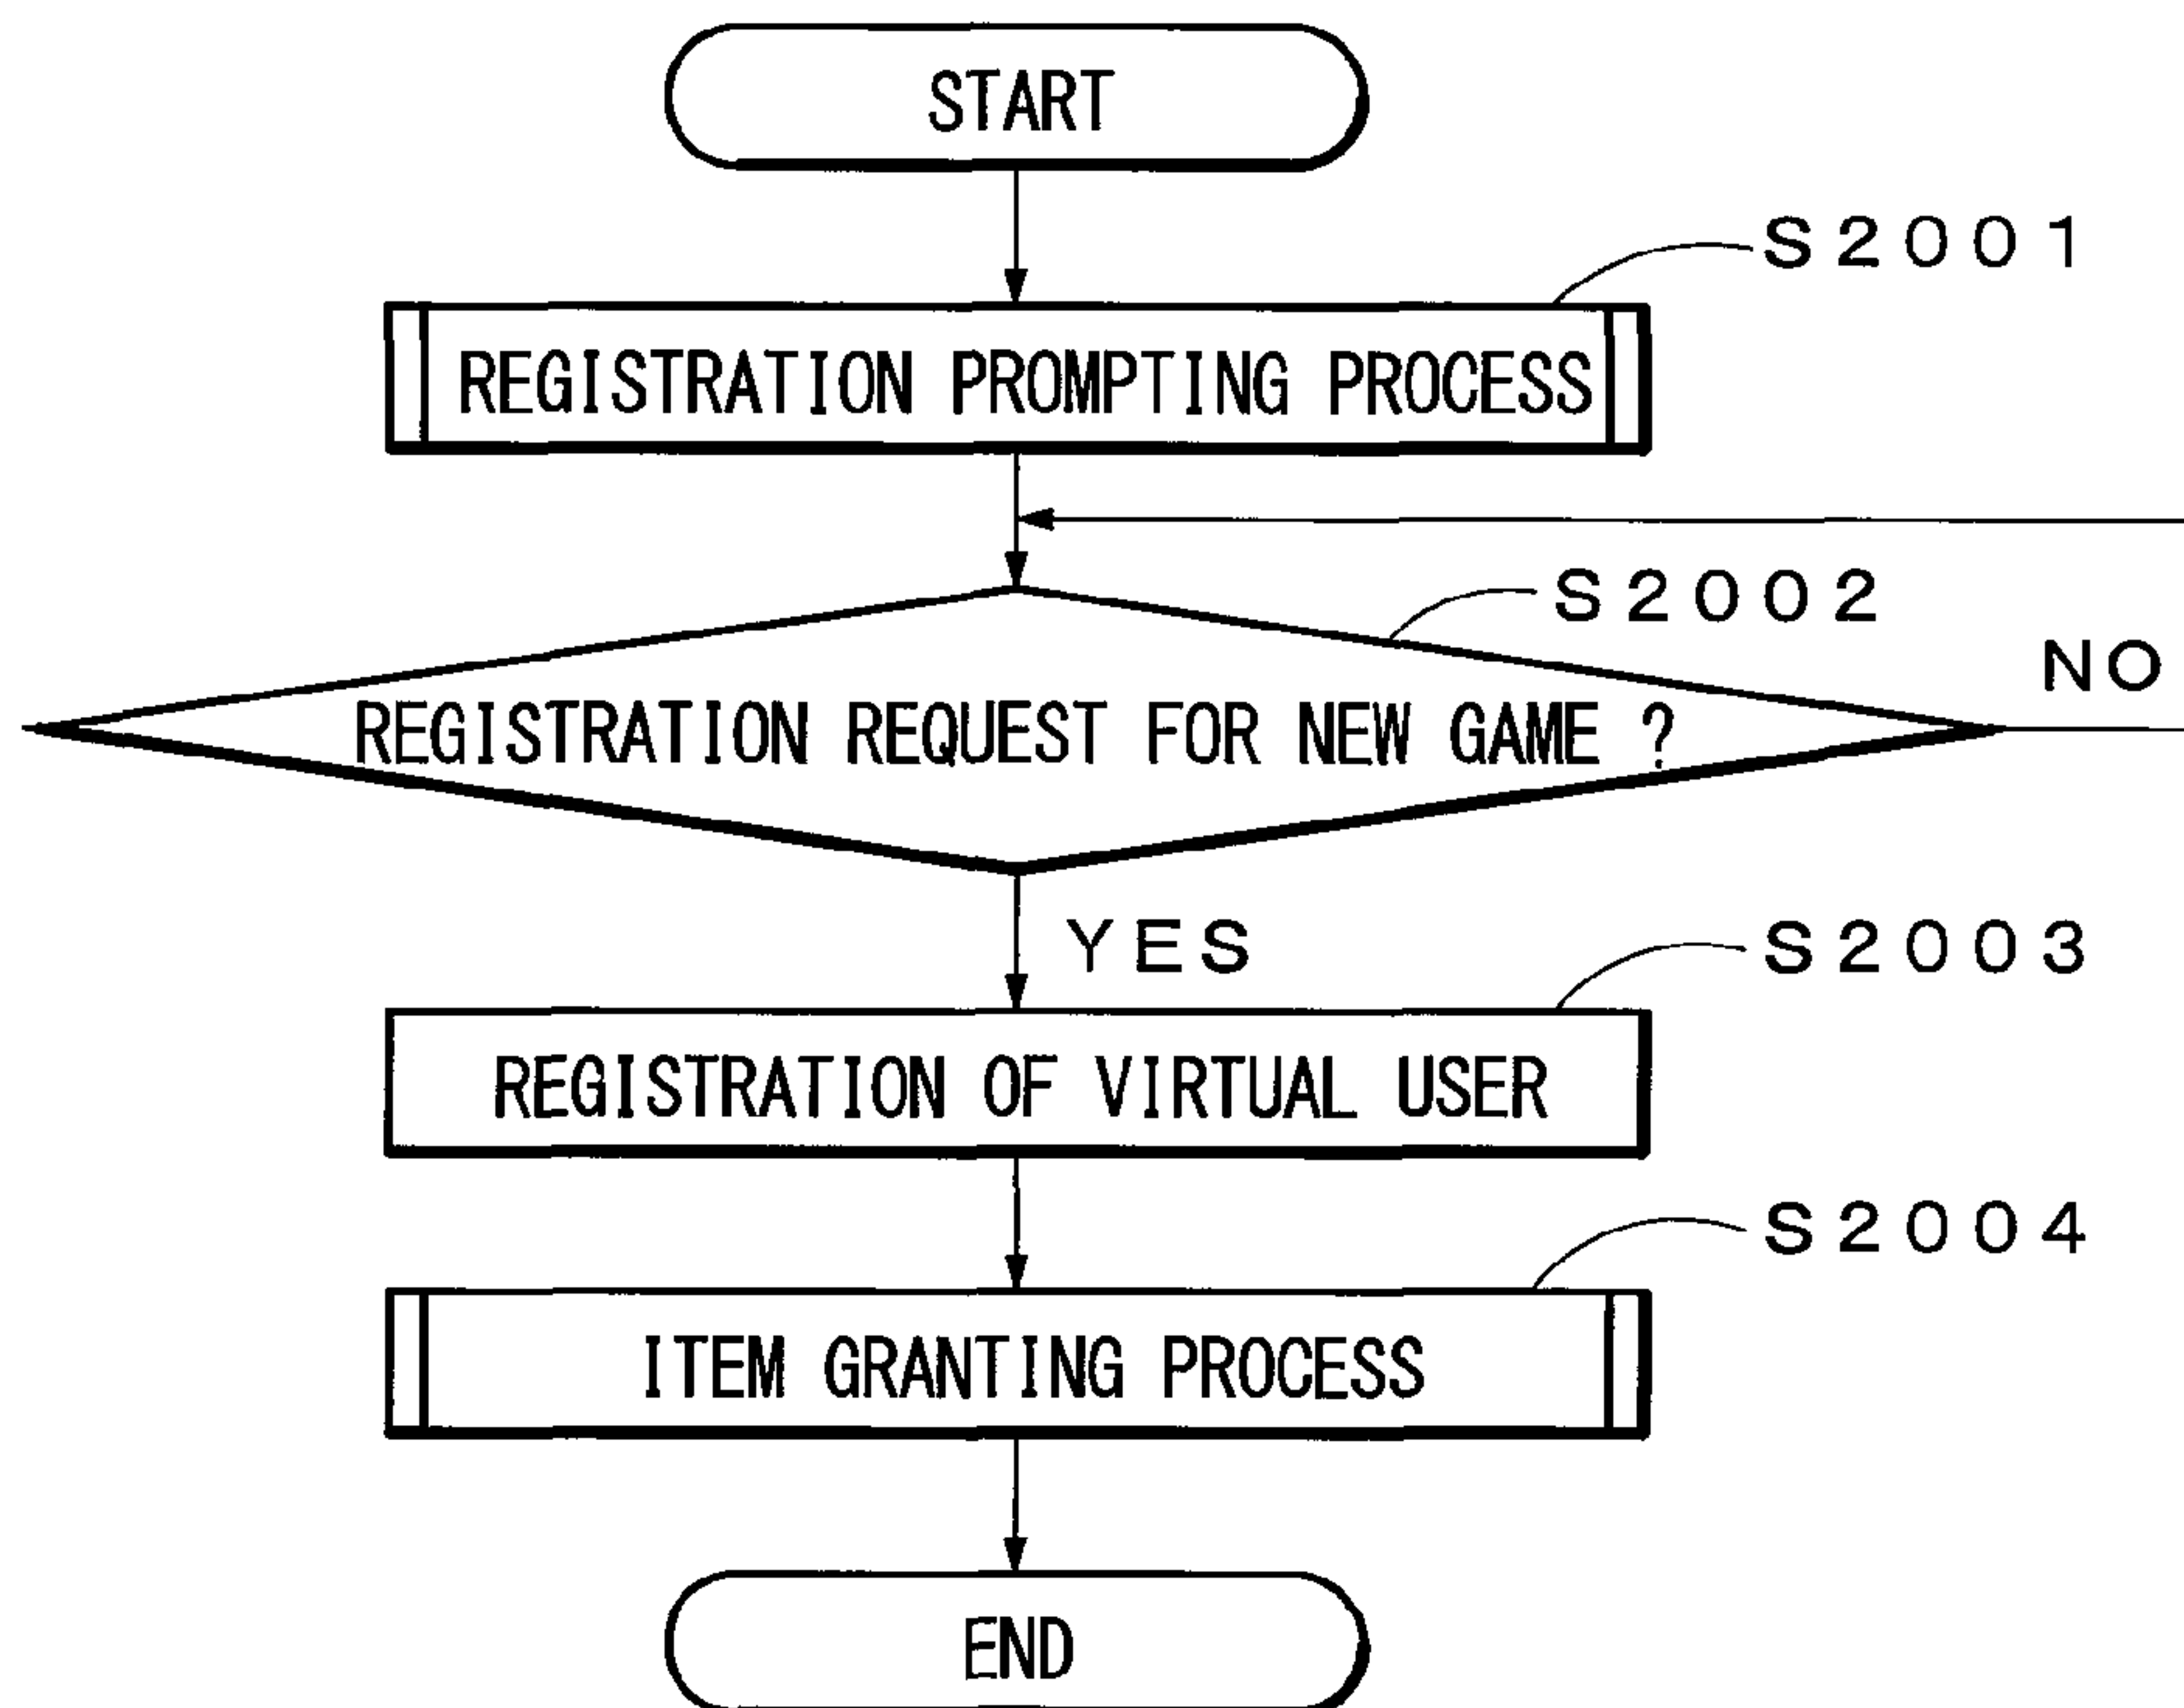 START
S2001
REGISTRATION PROMPTING PROCESS
S2002
NO
REGISTRATION REQUEST FOR NEW GAME ?
YES
S2003
REGISTRATION OF VIRTUAL USER
S2004
ITEM GRANTING PROCESS
END